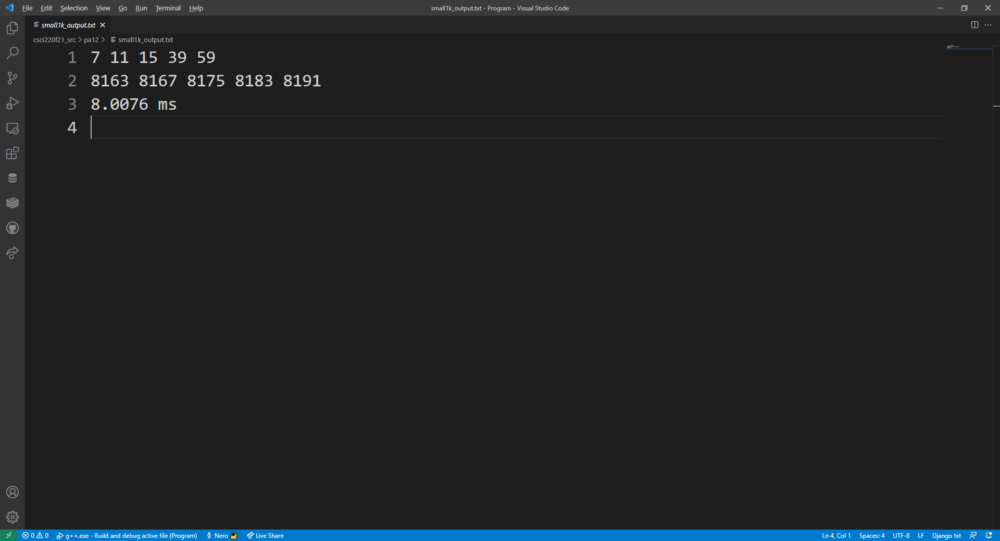 File Edit Selection View Go Run Terminal Help
small1k_output.txt - Program - Visual Studio Code
small1k_output.txt
csci220f21_src > pa12 > small1k_output.txt
1 7 11 15 39 59
2 8163 8167 8175 8183 8191
3 8.0076 ms
4
0 0 g++.exe - Build and debug active file (Program) Nero Live Share
Ln 4, Col 1 Spaces: 4 UTF-8 LF Django txt